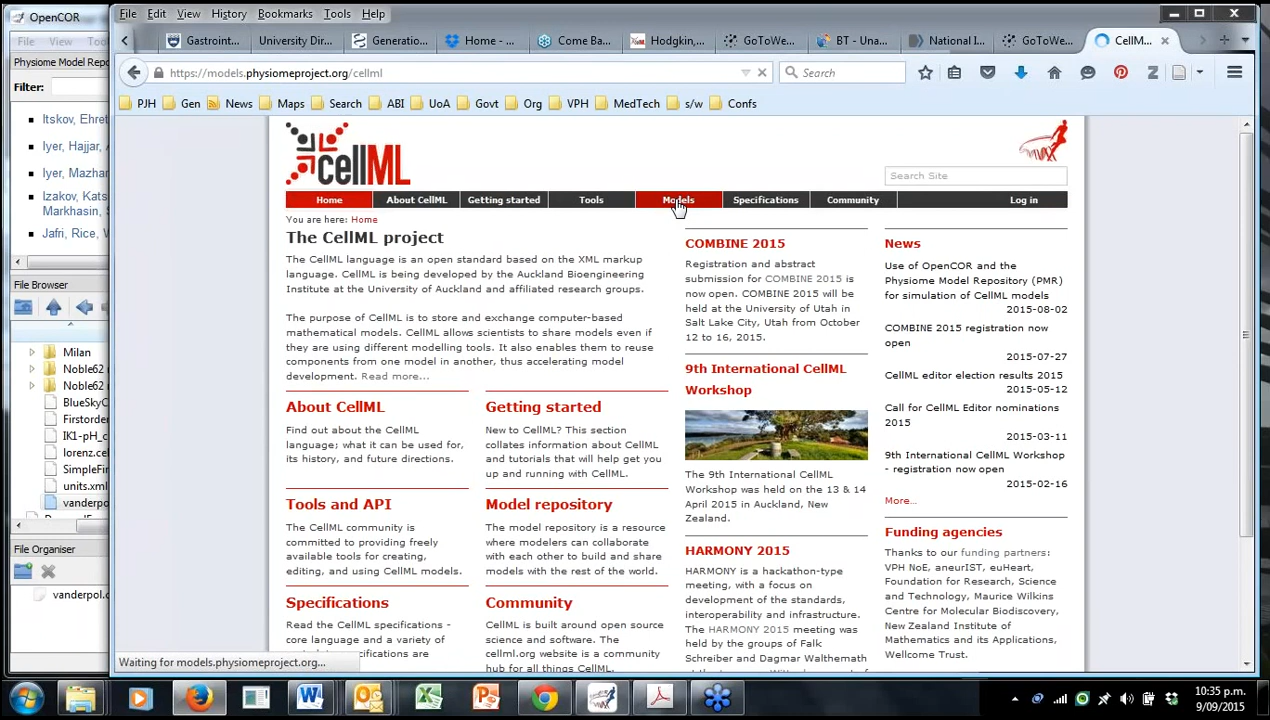 OpenCOR
File View Too
Physiome Model Repo
Filter:
Itskov, Ehret
Iyer, Hajjar, A
Iyer, Mazhar
Izakov, Kats
Markhasin, S
Jafri, Rice, W
File Browser
Milan
Noble62
Noble62 r
BlueSkyC
Firstorder
IK1-pH_c
lorenz.cel
SimpleFin
units.xml
vanderpo
File Organiser
vanderpol.c
File Edit View History Bookmarks Tools Help
Gastroint... University Dir... Generatio... Home - ... Come Ba... Hodgkin,... GoToWe... BT - Una... National I... GoToWe... CellM...
https://models.physiomeproject.org/cellml
Search
PJH Gen News Maps Search ABI UoA Govt Org VPH MedTech s/w Confs
cellML
Search Site
Home About CellML Getting started Tools Models Specifications Community Log in
You are here: Home
The CellML project
The CellML language is an open standard based on the XML markup
language. CellML is being developed by the Auckland Bioengineering
Institute at the University of Auckland and affiliated research groups.
The purpose of CellML is to store and exchange computer-based
mathematical models. CellML allows scientists to share models even if
they are using different modelling tools. It also enables them to reuse
components from one model in another, thus accelerating model
development. Read more...
About CellML
Find out about the CellML
language; what it can be used for,
its history, and future directions.
Getting started
New to CellML? This section
collates information about CellML
and tutorials that will help get you
up and running with CellML.
Tools and API
The CellML community is
committed to providing freely
available tools for creating,
editing, and using CellML models.
Model repository
The model repository is a resource
where modelers can collaborate
with each other to build and share
models with the rest of the world.
Specifications
Read the CellML specifications -
core language and a variety of
Community
CellML is built around open source
science and software. The
cellml.org website is a community
hub for all things CellML.
COMBINE 2015
Registration and abstract
submission for COMBINE 2015 is
now open. COMBINE 2015 will be
held at the University of Utah in
Salt Lake City, Utah from October
12 to 16, 2015.
9th International CellML
Workshop
The 9th International CellML
Workshop was held on the 13 & 14
April 2015 in Auckland, New
Zealand.
HARMONY 2015
HARMONY is a hackathon-type
meeting, with a focus on
development of the standards,
interoperability and infrastructure.
The HARMONY 2015 meeting was
held by the groups of Falk
Schreiber and Dagmar Walthemath
News
Use of OpenCOR and the
Physiome Model Repository (PMR)
for simulation of CellML models
2015-08-02
COMBINE 2015 registration now
open
2015-07-27
CellML editor election results 2015
2015-05-12
Call for CellML Editor nominations
2015
2015-03-11
9th International CellML Workshop
- registration now open
2015-02-16
More...
Funding agencies
Thanks to our funding partners:
VPH NoE, aneurIST, euHeart,
Foundation for Research, Science
and Technology, Maurice Wilkins
Centre for Molecular Biodiscovery,
New Zealand Institute of
Mathematics and its Applications,
Wellcome Trust.
Waiting for models.physiomeproject.org...
10:35 p.m.
9/09/2015